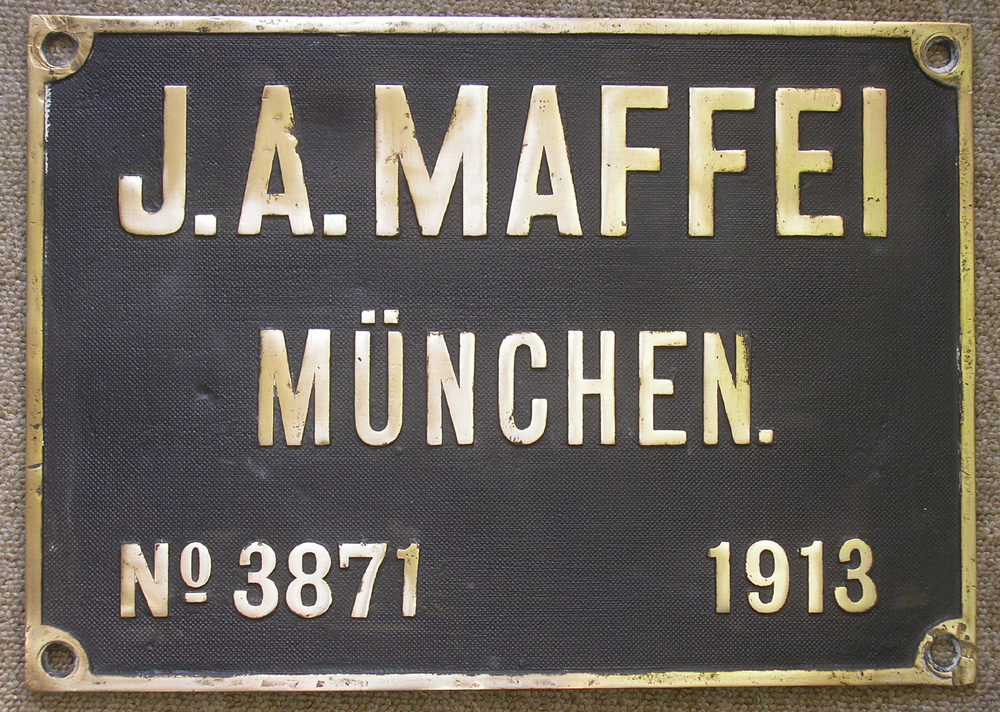 J.A. MAFFEI
MÜNCHEN.
Nº 3871 1913